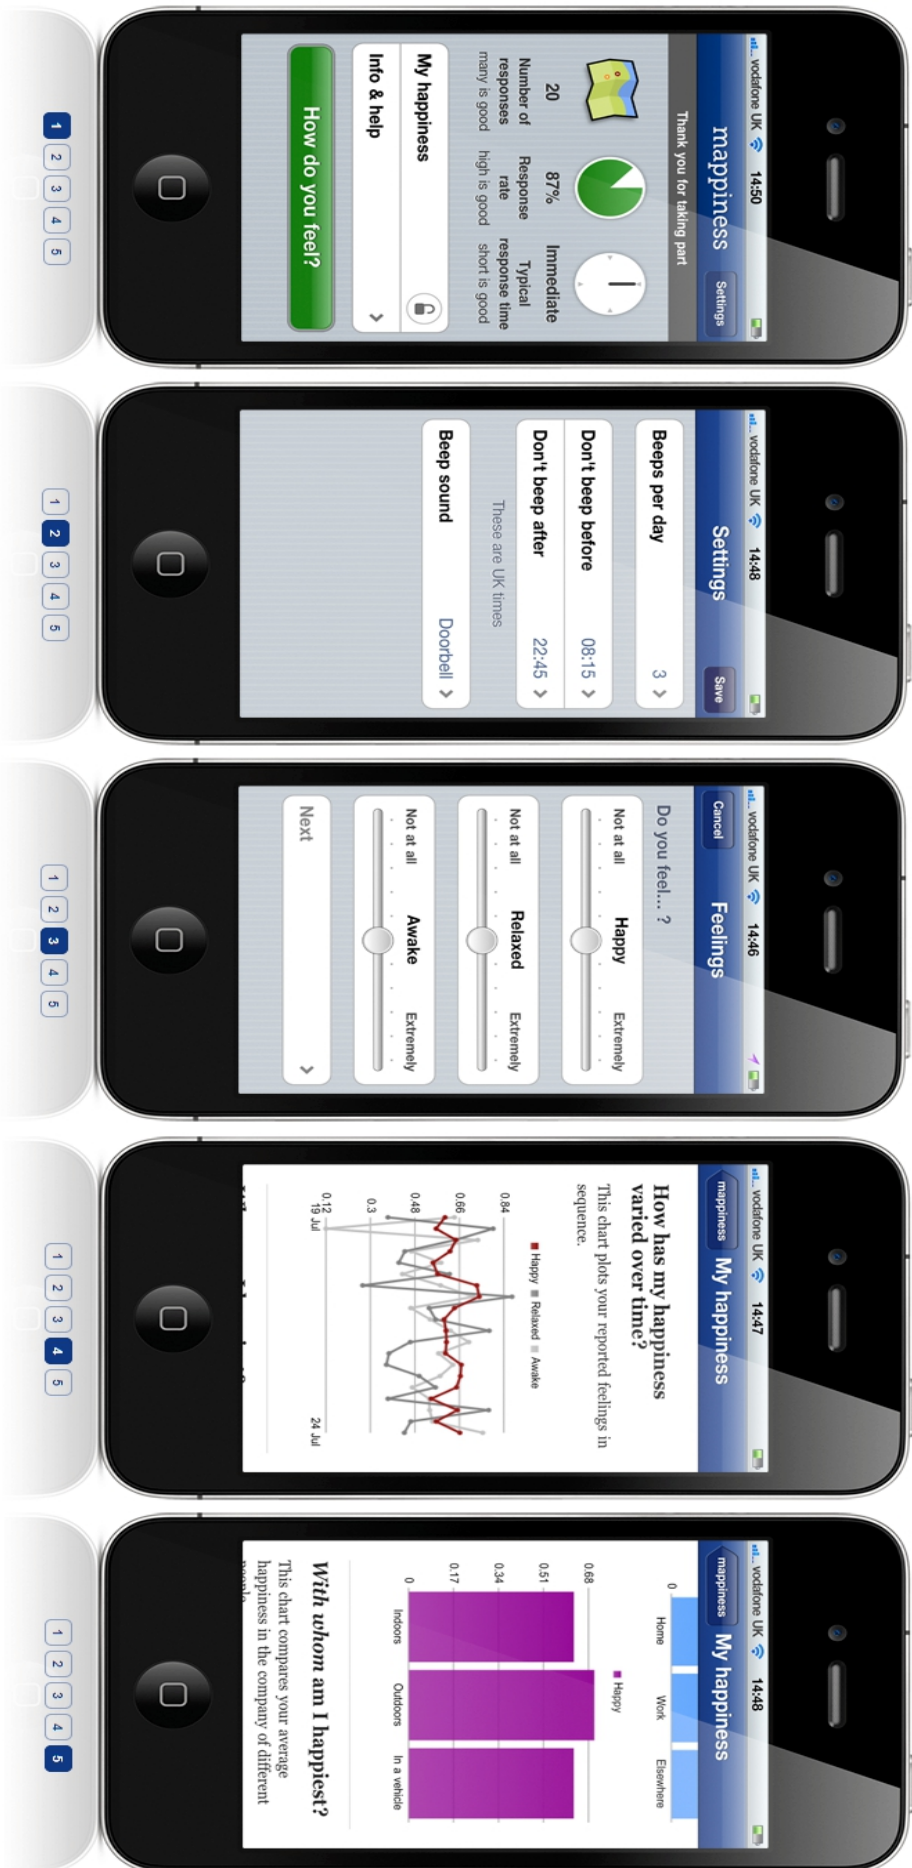 vodafone UK 14:50
mappiness
Settings
Thank you for taking part
20
Number of
responses
many is good
87%
Response
rate
high is good
Immediate
Typical
response time
short is good
My happiness
Info & help
How do you feel?
1 2 3 4 5
vodafone UK 14:48
Settings
Save
Beeps per day 3
Don't beep before 08:15
Don't beep after 22:45
These are UK times
Beep sound Doorbell
1 2 3 4 5
vodafone UK 14:46
Cancel
Feelings
Do you feel... ?
Happy
Not at all Extremely
Relaxed
Not at all Extremely
Awake
Not at all Extremely
Next
1 2 3 4 5
vodafone UK 14:47
mappiness
My happiness
How has my happiness
varied over time?
This chart plots your reported feelings in
sequence.
Happy Relaxed Awake
0.84
0.66
0.48
0.3
0.12
19 Jul 24 Jul
1 2 3 4 5
vodafone UK 14:48
mappiness
My happiness
0
Home Work Elsewhere
Happy
0.68
0.51
0.34
0.17
0
Indoors Outdoors In a vehicle
With whom am I happiest?
This chart compares your average
happiness in the company of different
1 2 3 4 5